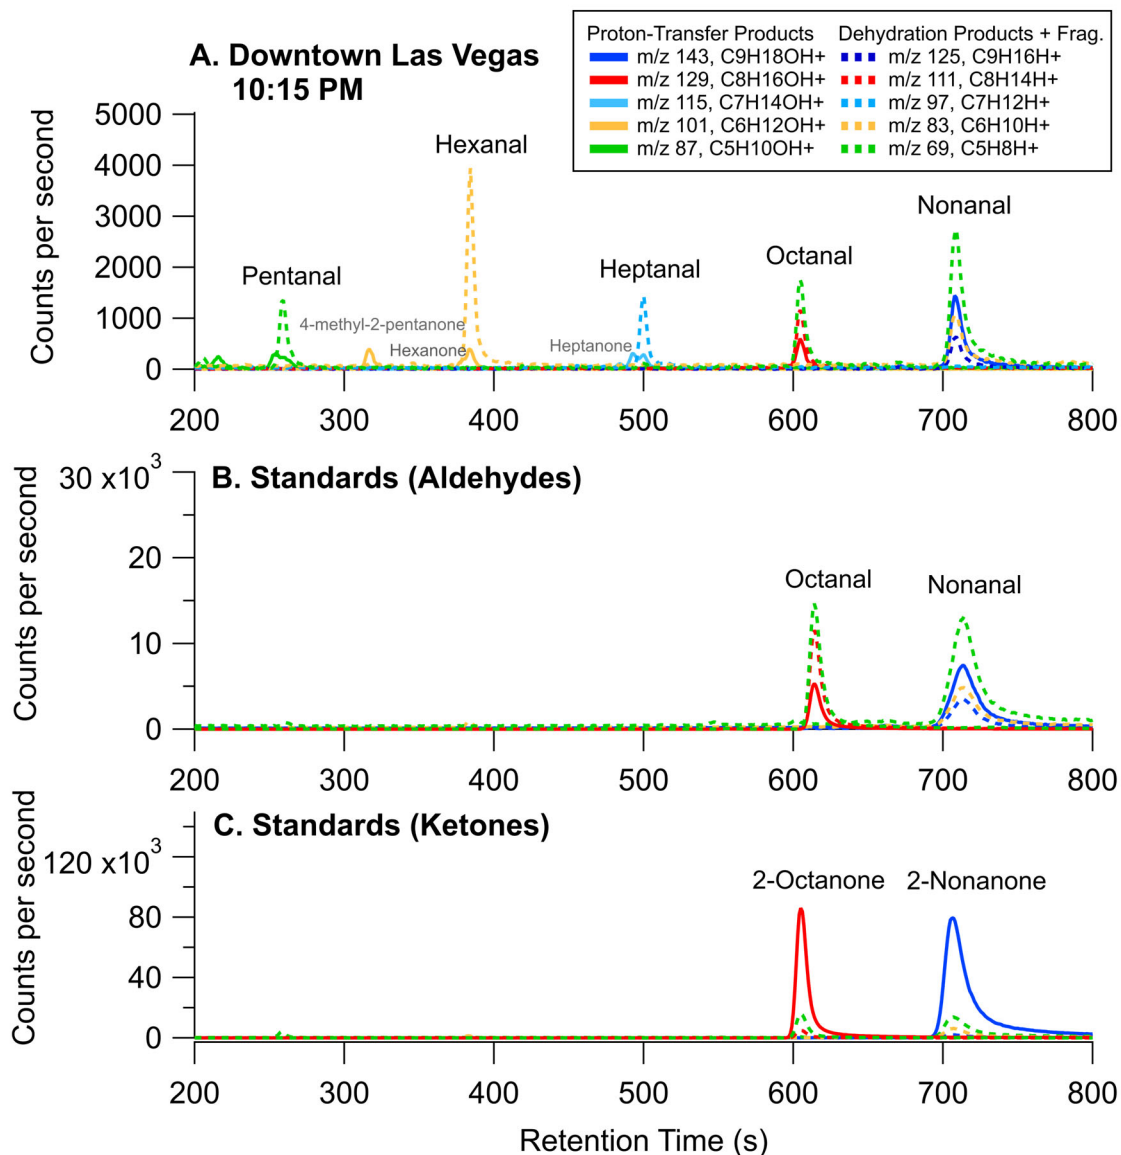 Proton-Transfer Products
Dehydration Products + Frag.
m/z 143, C9H18OH+
m/z 125, C9H16H+
m/z 129, C8H16OH+
m/z 111, C8H14H+
m/z 115, C7H14OH+
m/z 97, C7H12H+
m/z 101, C6H12OH+
m/z 83, C6H10H+
m/z 87, C5H10OH+
m/z 69, C5H8H+
A. Downtown Las Vegas
10:15 PM
Counts per second
5000
4000
3000
2000
1000
0
Hexanal
Nonanal
Octanal
Heptanal
Pentanal
4-methyl-2-pentanone
Hexanone
Heptanone
200 300 400 500 600 700 800
B. Standards (Aldehydes)
Counts per second
30 x10³
20
10
0
Octanal
Nonanal
200 300 400 500 600 700 800
C. Standards (Ketones)
Counts per second
120 x10³
80
40
0
2-Octanone
2-Nonanone
200 300 400 500 600 700 800
Retention Time (s)